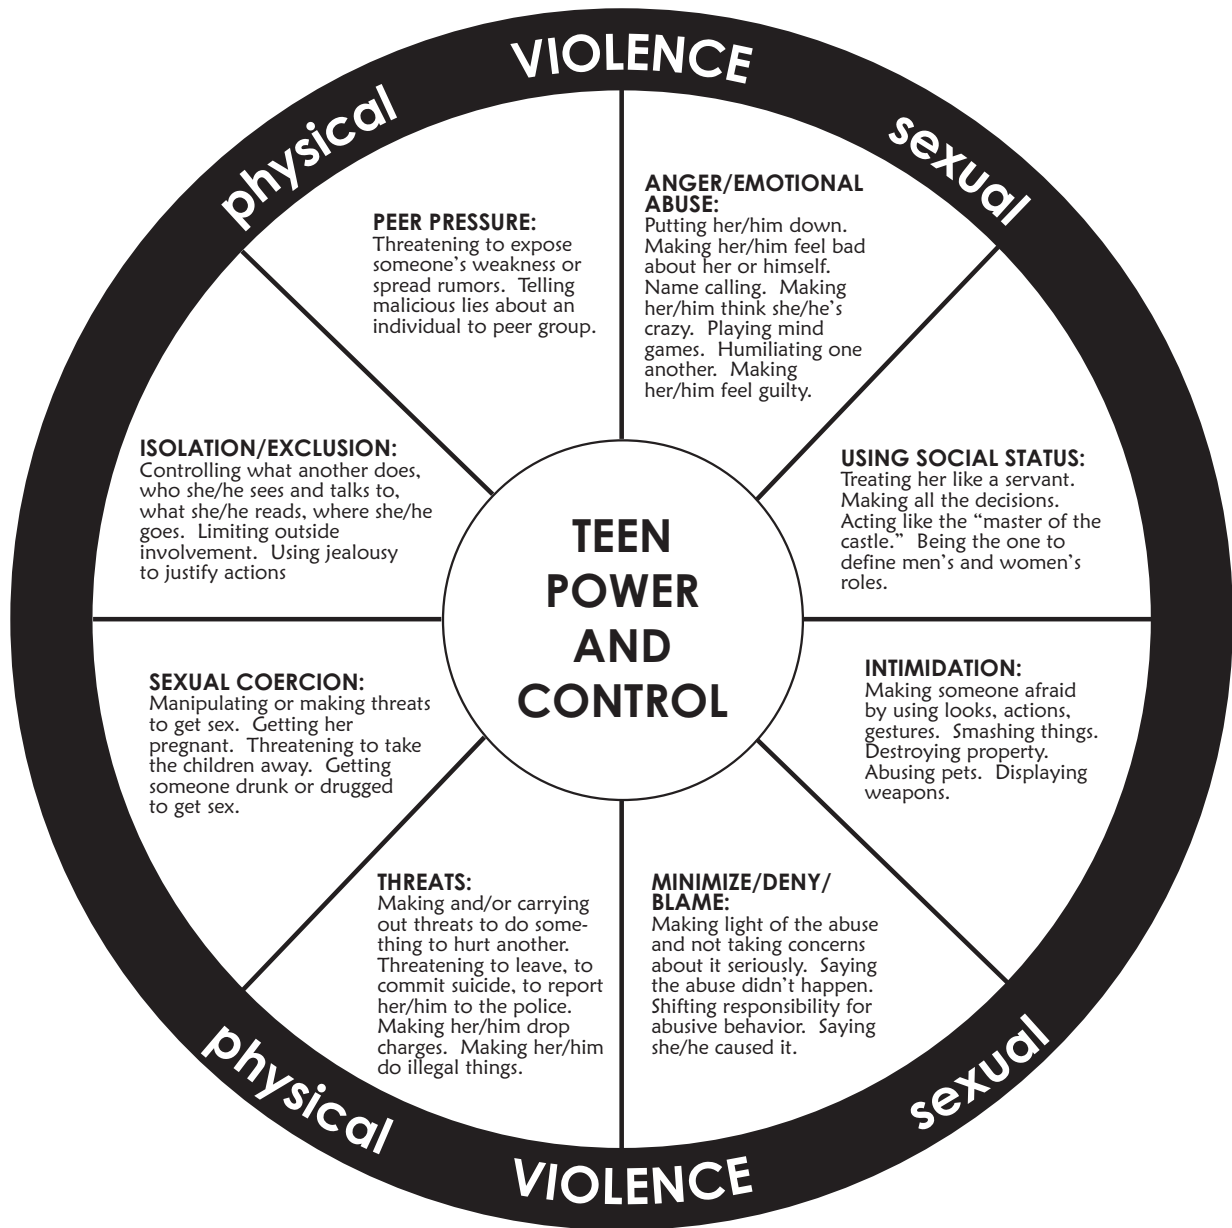 VIOLENCE
physical
sexual
PEER PRESSURE:
Threatening to expose
someone's weakness or
spread rumors. Telling
malicious lies about an
individual to peer group.
ANGER/EMOTIONAL
ABUSE:
Putting her/him down.
Making her/him feel bad
about her or himself.
Name calling. Making
her/him think she/he's
crazy. Playing mind
games. Humiliating one
another. Making
her/him feel guilty.
ISOLATION/EXCLUSION:
Controlling what another does,
who she/he sees and talks to,
what she/he reads, where she/he
goes. Limiting outside
involvement. Using jealousy
to justify actions
USING SOCIAL STATUS:
Treating her like a servant.
Making all the decisions.
Acting like the “master of the
castle.” Being the one to
define men's and women's
roles.
TEEN
POWER
AND
CONTROL
SEXUAL COERCION:
Manipulating or making threats
to get sex. Getting her
pregnant. Threatening to take
the children away. Getting
someone drunk or drugged
to get sex.
INTIMIDATION:
Making someone afraid
by using looks, actions,
gestures. Smashing things.
Destroying property.
Abusing pets. Displaying
weapons.
THREATS:
Making and/or carrying
out threats to do some-
thing to hurt another.
Threatening to leave, to
commit suicide, to report
her/him to the police.
Making her/him drop
charges. Making her/him
do illegal things.
MINIMIZE/DENY/
BLAME:
Making light of the abuse
and not taking concerns
about it seriously. Saying
the abuse didn't happen.
Shifting responsibility for
abusive behavior. Saying
she/he caused it.
physical
sexual
VIOLENCE